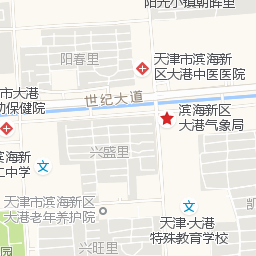 阳光小镇朝晖里
阳春里
天津市滨海新
区大港中医医院
市大港
幼保健院
世纪大道
滨海新区
大港气象局
兴盛里
滨海新
二中学
天津市滨海新区
大港老年养护院
天津·大港
特殊教育学校
凯
兴旺里
园